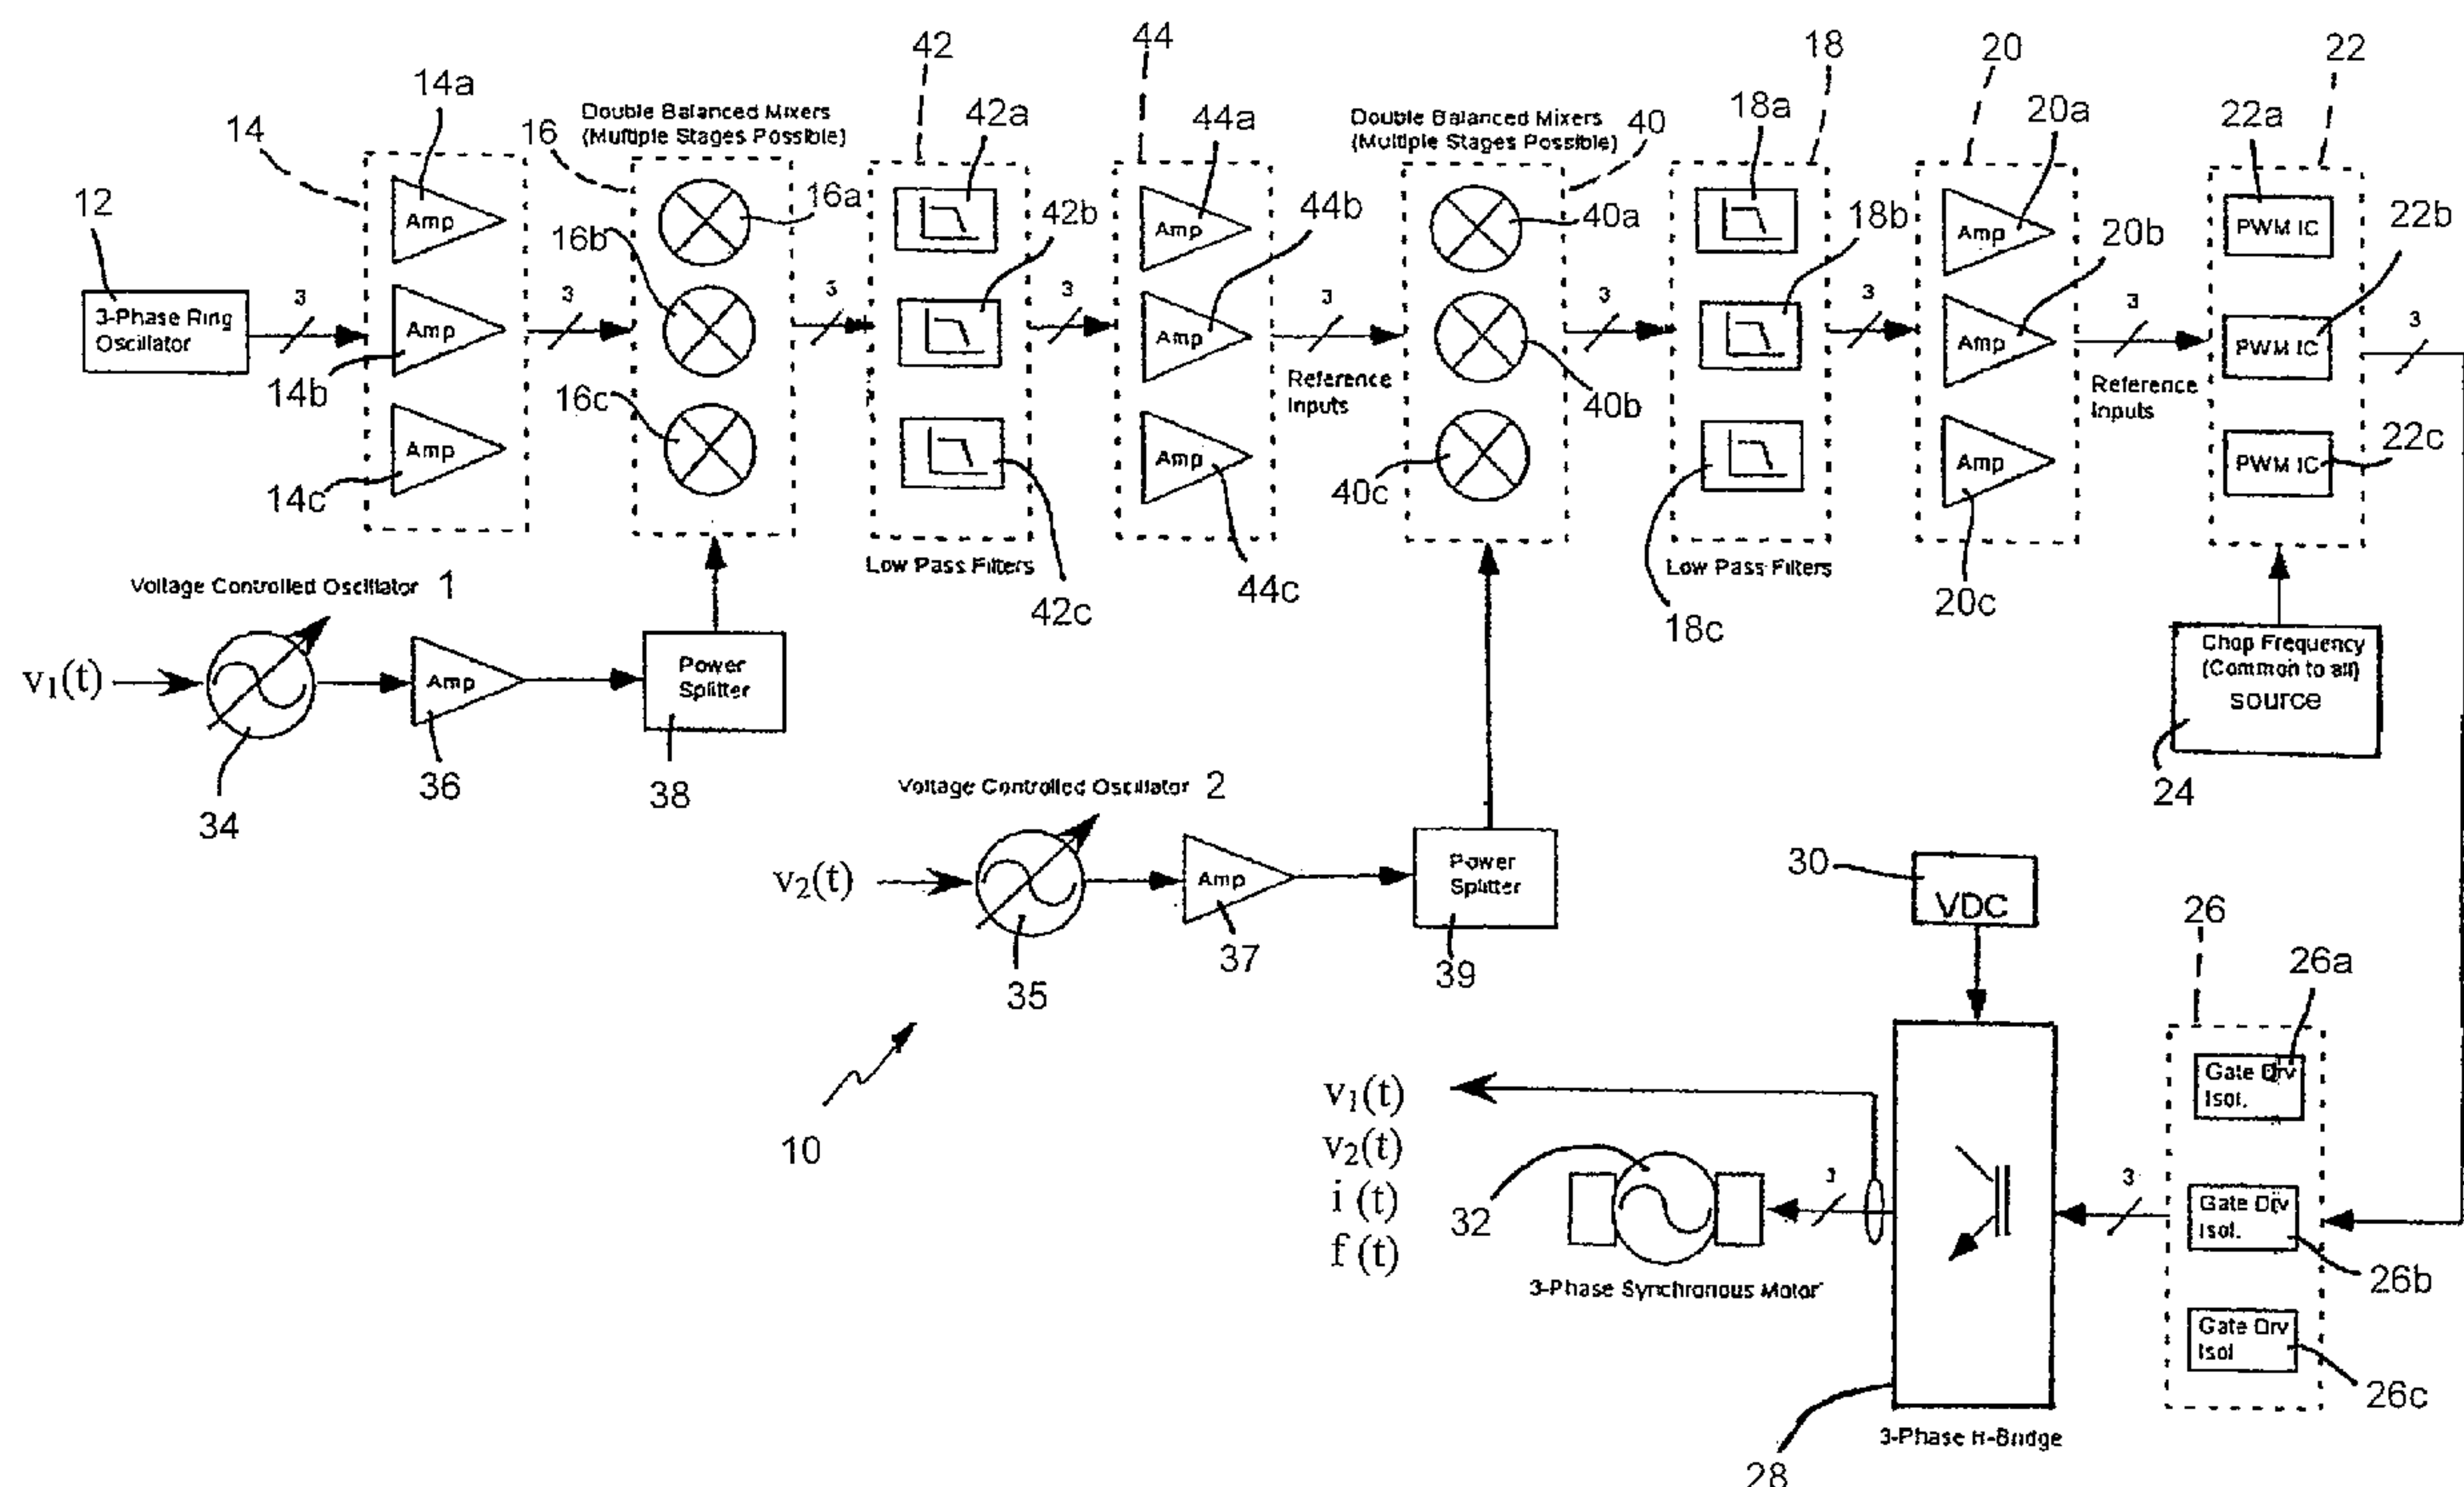 42
44
18
20
22
14a
Double Balanced Mixers
(Multiple Stages Possible)
42a
44a
Double Balanced Mixers
(Multiple Stages Possible)
40
18a
20a
22a
14
16
12
Amp
16a
Amp
40a
Amp
PWM IC
22b
16b
42b
44b
18b
20b
3-Phase Ring
Oscillator
3
Amp
3
3
3
Amp
3
3
3
Amp
3
PWM IC
3
14b
16c
Reference
Inputs
40b
Reference
Inputs
Amp
14c
Amp
40c
Amp
PWM IC
22c
Low Pass Filters
42c
44c
Low Pass Filters
18c
20c
Voltage Controlled Oscillator 1
v1(t)
Amp
Power
Splitter
34
36
38
Chop Frequency
(Common to all)
source
24
Voltage Controlled Oscillator 2
v2(t)
Amp
Power
Splitter
35
37
39
30
VDC
26
26a
10
v1(t)
v2(t)
i (t)
f (t)
32
3
3
Gate Drv
Isol.
Gate Drv
Isol.
26b
Gate Drv
Isol
26c
3-Phase Synchronous Motor
3-Phase H-Bridge
28